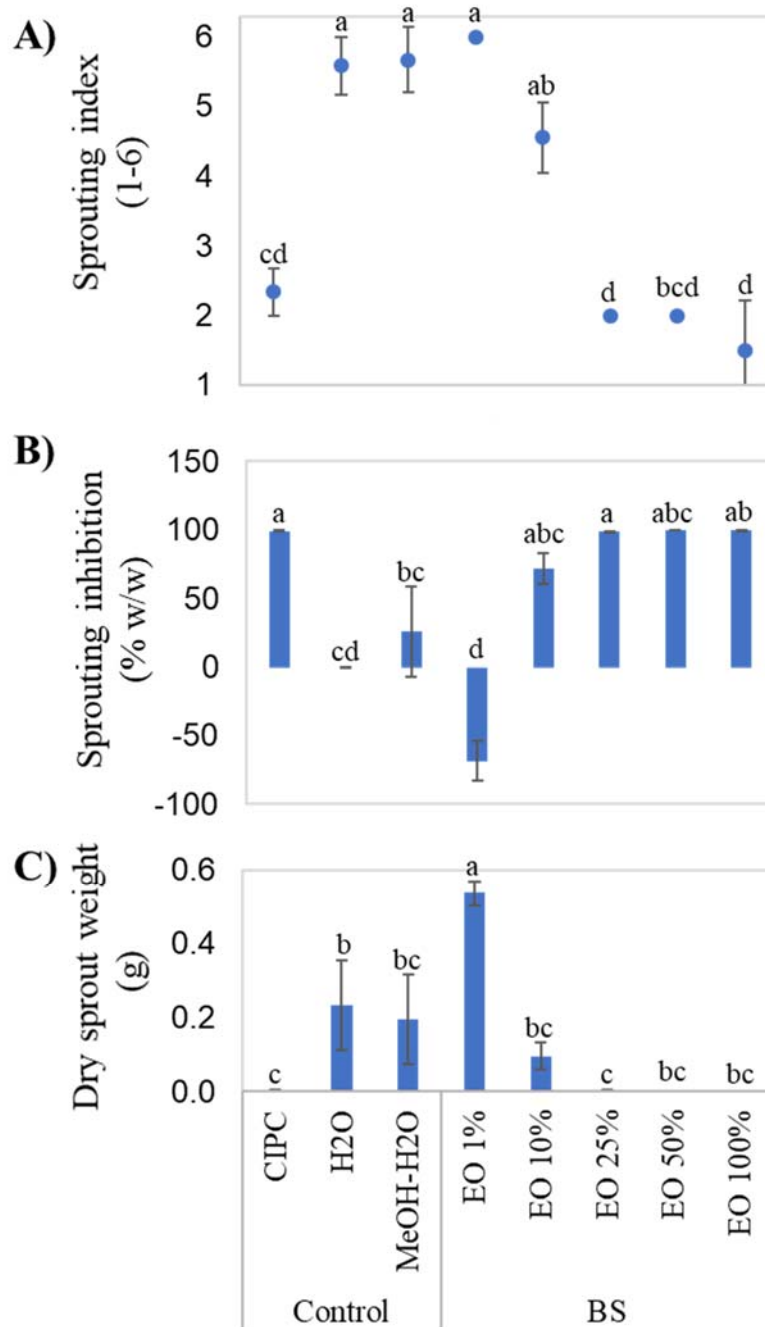 A)
Sprouting index
(1-6)
6
5
4
3
2
1
cd
a
a
a
ab
d
bcd
d
B)
Sprouting inhibition
(% w/w)
150
100
50
0
-50
-100
a
cd
bc
d
abc
a
abc
ab
C)
Dry sprout weight
(g)
0.6
0.4
0.2
0.0
c
b
bc
a
bc
c
bc
bc
CIPC
H2O
MeOH-H2O
EO 1%
EO 10%
EO 25%
EO 50%
EO 100%
Control
BS